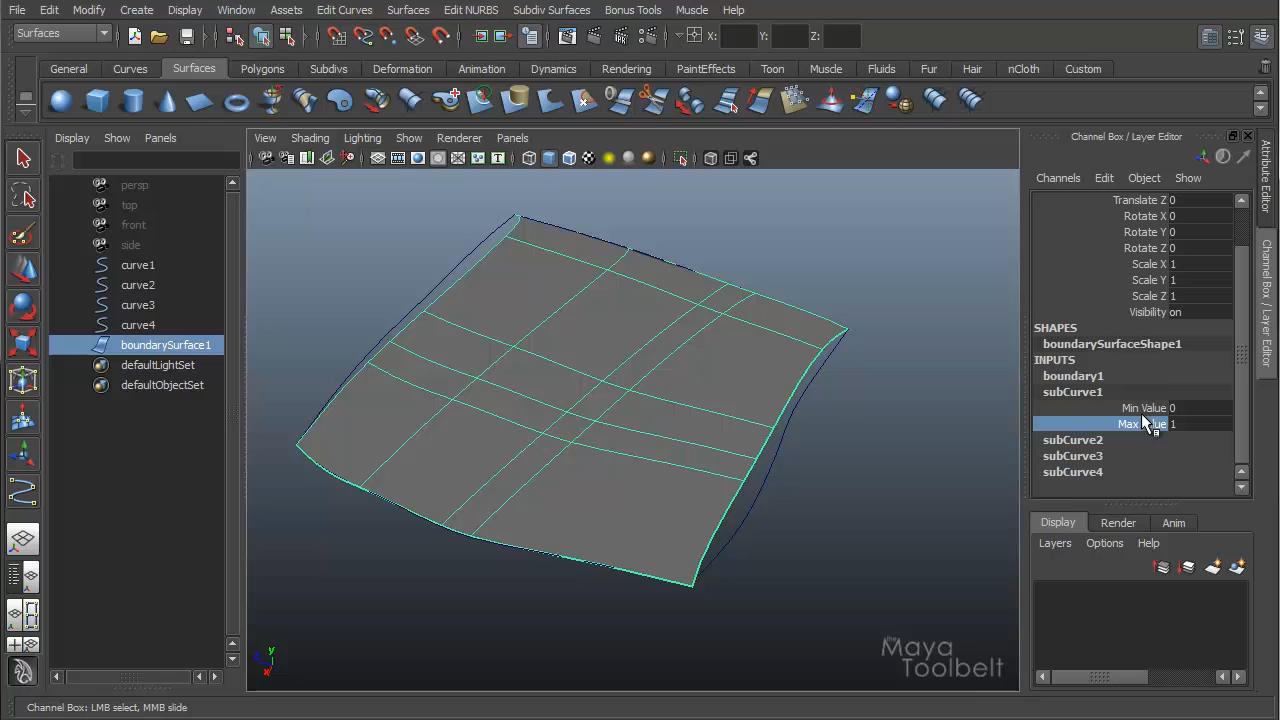 File Edit Modify Create Display Window Assets Edit Curves Surfaces Edit NURBS Subdiv Surfaces Bonus Tools Muscle Help
Surfaces X: Y: Z:
General Curves Surfaces Polygons Subdivs Deformation Animation Dynamics Rendering PaintEffects Toon Muscle Fluids Fur Hair nCloth Custom
Display Show Panels
View Shading Lighting Show Renderer Panels
Channel Box / Layer Editor
Channels Edit Object Show
persp
top
front
side
curve1
curve2
curve3
curve4
boundarySurface1
defaultLightSet
defaultObjectSet
Translate Z 0
Rotate X 0
Rotate Y 0
Rotate Z 0
Scale X 1
Scale Y 1
Scale Z 1
Visibility on
SHAPES
boundarySurfaceShape1
INPUTS
boundary1
subCurve1
Min Value 0
Max Value 1
subCurve2
subCurve3
subCurve4
Display Render Anim
Layers Options Help
Attribute Editor
Channel Box / Layer Editor
y
z
x
the
Maya
Toolbelt
Channel Box: LMB select, MMB slide